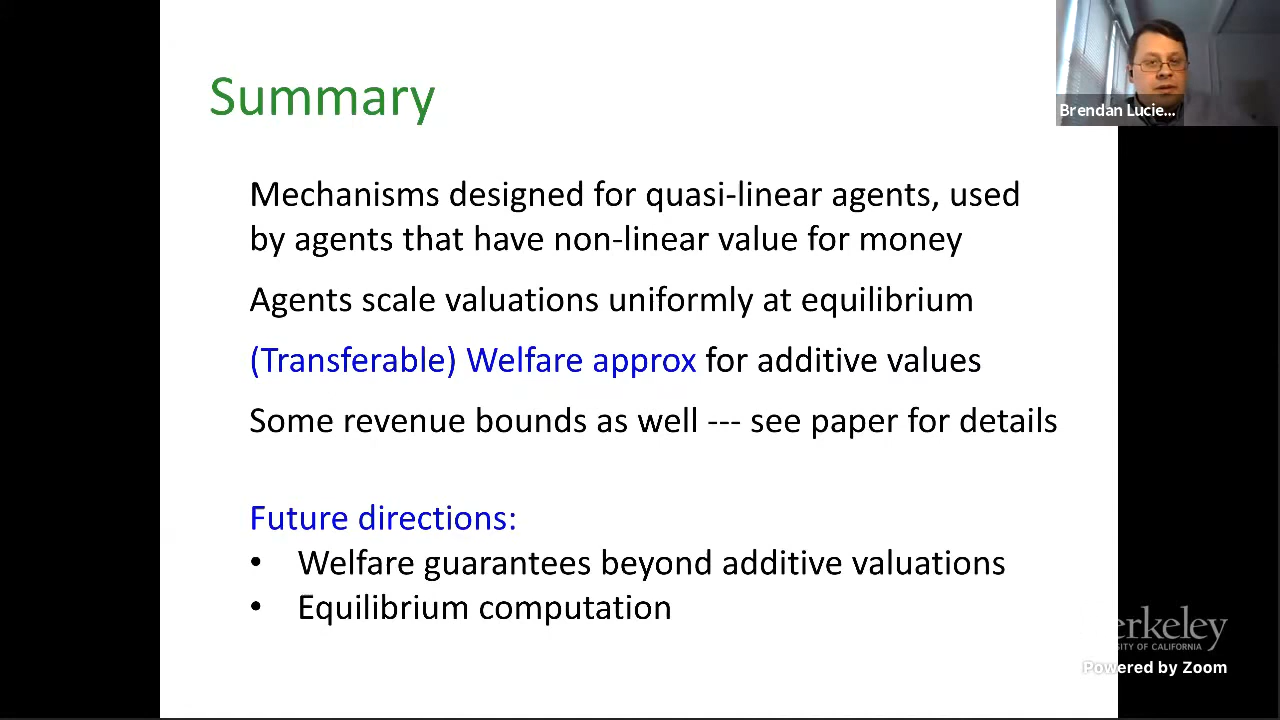 Summary
Brendan Lucie...
Mechanisms designed for quasi-linear agents, used
by agents that have non-linear value for money
Agents scale valuations uniformly at equilibrium
(Transferable) Welfare approx for additive values
Some revenue bounds as well --- see paper for details
Future directions:
• Welfare guarantees beyond additive valuations
• Equilibrium computation
erkeley
SITY OF CALIFORNIA
Powered by Zoom